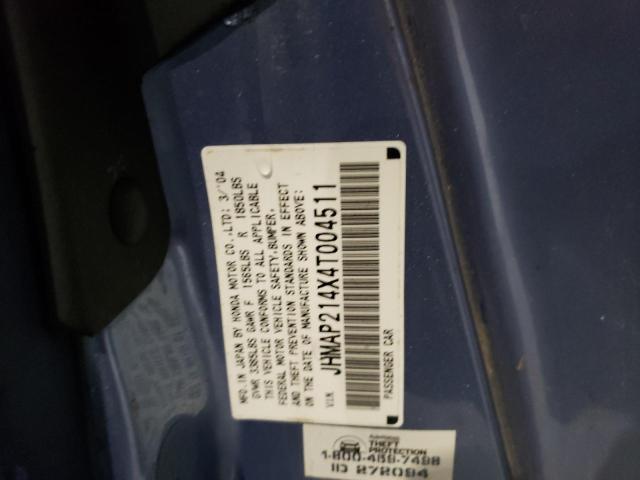 MFD.IN JAPAN BY HONDA MOTOR CO.,LTD: 3/'04
GVWR 3385LBS GAWR F 1565LBS R 1850LBS
THIS VEHICLE CONFORMS TO ALL APPLICABLE
FEDERAL MOTOR VEHICLE SAFETY,BUMPER,
AND THEFT PREVENTION STANDARDS IN EFFECT
ON THE DATE OF MANUFACTURE SHOWN ABOVE:
V.I.N. JHMAP214X4T004511
PASSENGER CAR
THEFT
PROTECTION
1-800-459-7498
ID 272094